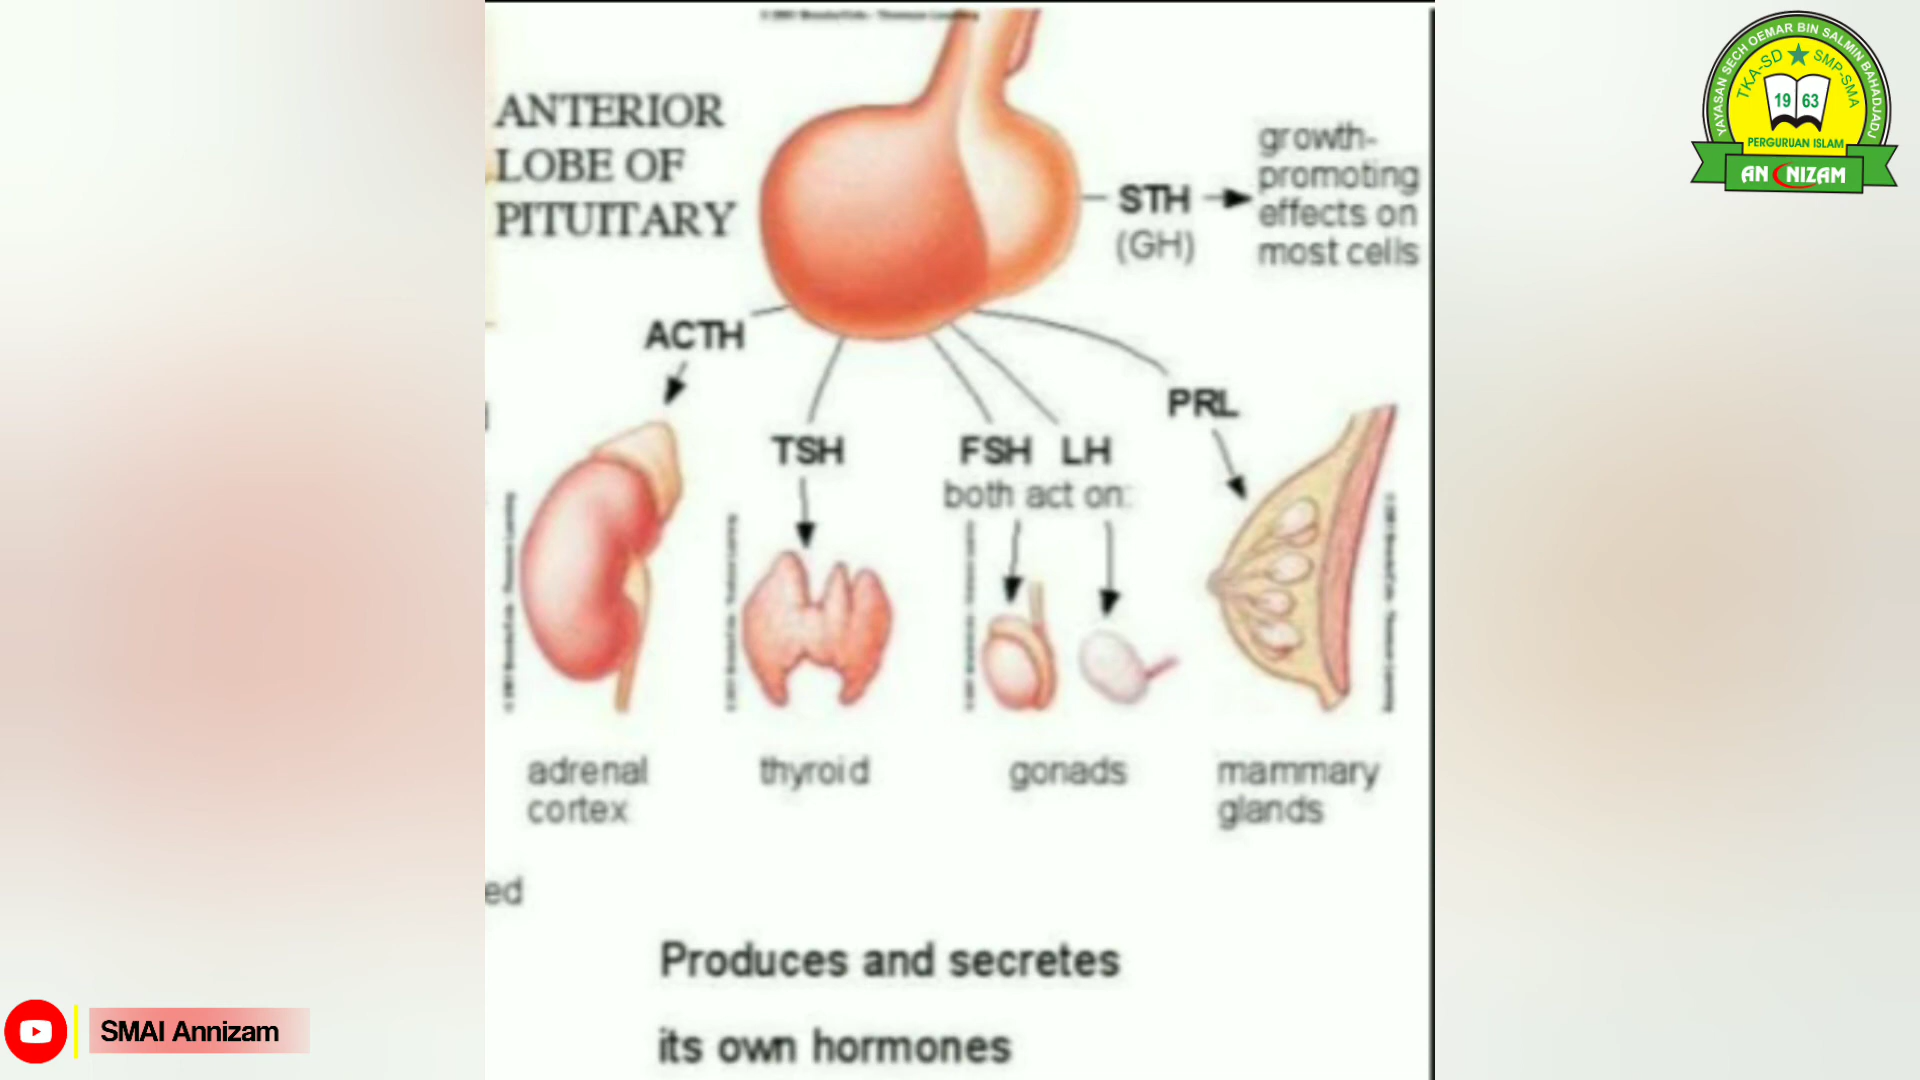 ANTERIOR
LOBE OF
PITUITARY
STH
(GH)
growth-
promoting
effects on
most cells
ACTH
TSH
FSH LH
both act on:
PRL
adrenal
cortex
thyroid
gonads
mammary
glands
ed
Produces and secretes
its own hormones
YAYASAN SECH OEMAR BIN SALMIN BAHADJADJ
TKA-SD SMP-SMA
19 63
PERGURUAN ISLAM
AN NIZAM
SMAI Annizam